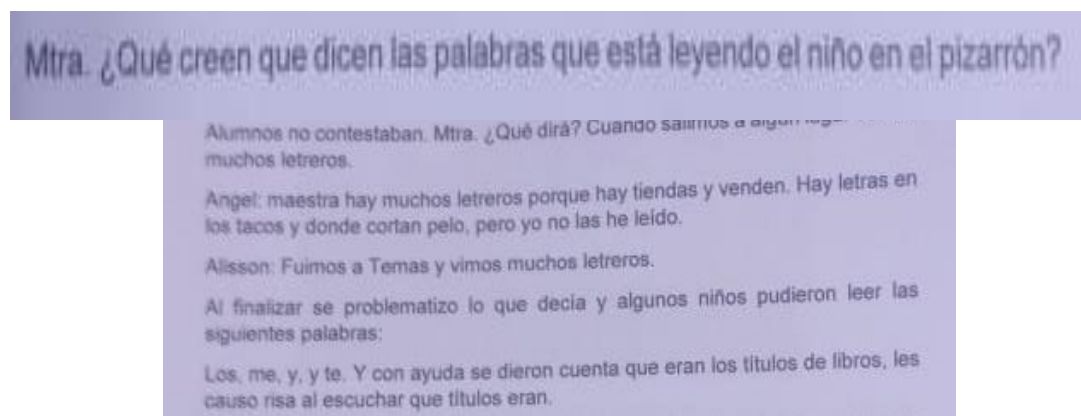 Mtra. ¿Qué creen que dicen las palabras que está leyendo el niño en el pizarrón?
Alumnos no contestaban. Mtra. ¿Qué dirá? Cuando salimos a algún
muchos letreros.
Angel: maestra hay muchos letreros porque hay tiendas y venden. Hay letras en
los tacos y donde cortan pelo, pero yo no las he leído.
Alisson: Fuimos a Temas y vimos muchos letreros.
Al finalizar se problematizo lo que decía y algunos niños pudieron leer las
siguientes palabras:
Los, me, y, y te. Y con ayuda se dieron cuenta que eran los títulos de libros, les
causo risa al escuchar que títulos eran.